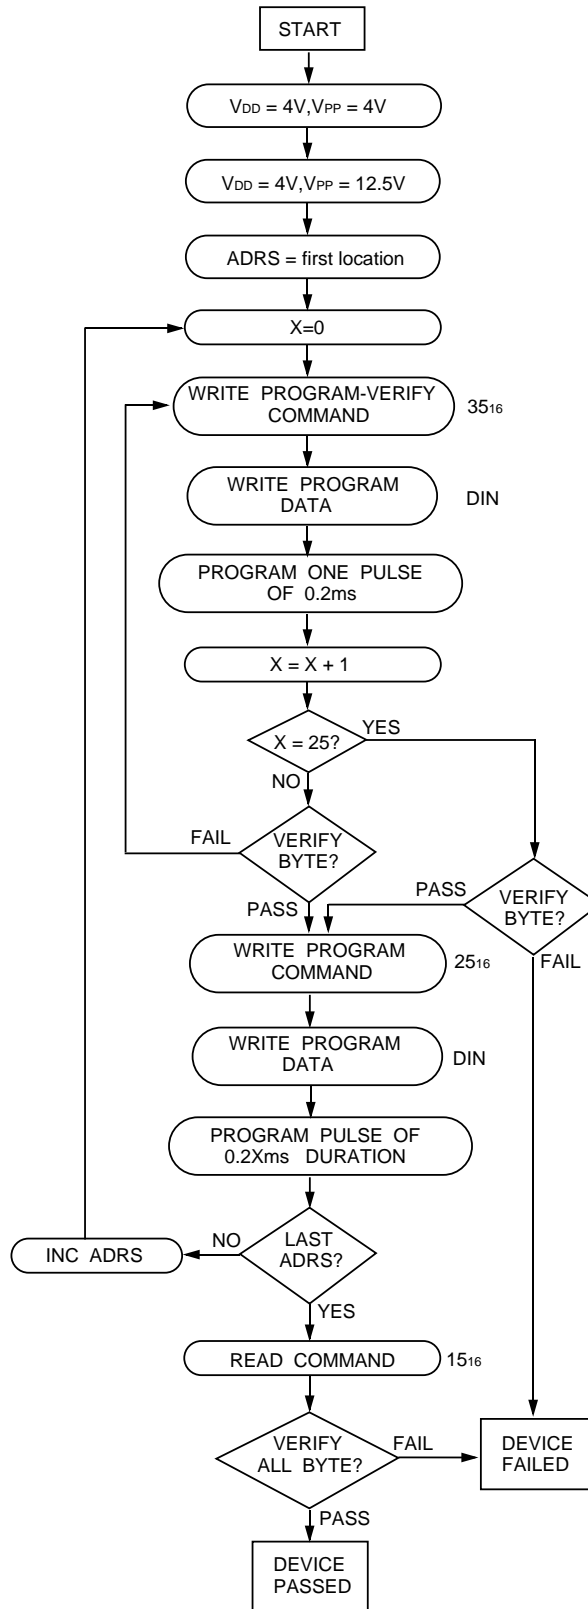 START
VDD = 4V,VPP = 4V
VDD = 4V,VPP = 12.5V
ADRS = first location
X=0
WRITE PROGRAM-VERIFY
COMMAND
3516
WRITE PROGRAM
DATA
DIN
PROGRAM ONE PULSE
OF 0.2ms
X = X + 1
X = 25?
YES
NO
FAIL
VERIFY
BYTE?
PASS
PASS
VERIFY
BYTE?
FAIL
WRITE PROGRAM
COMMAND
2516
WRITE PROGRAM
DATA
DIN
PROGRAM PULSE OF
0.2Xms DURATION
INC ADRS
NO
LAST
ADRS?
YES
READ COMMAND
1516
VERIFY
ALL BYTE?
FAIL
DEVICE
FAILED
PASS
DEVICE
PASSED